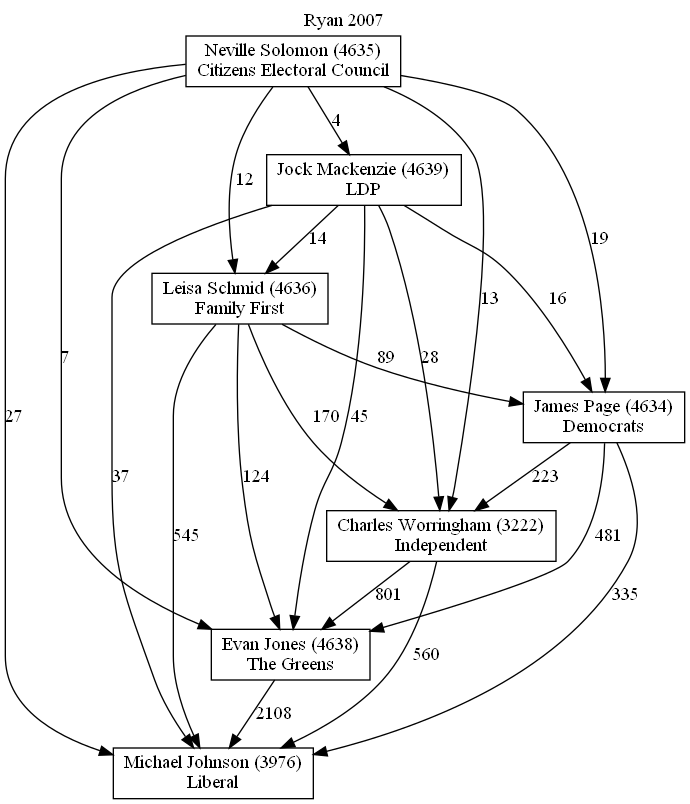 Ryan 2007
Neville Solomon (4635)
Citizens Electoral Council
4
Jock Mackenzie (4639)
LDP
12
14
19
13
16
Leisa Schmid (4636)
Family First
7
89
28
27
170
45
James Page (4634)
Democrats
37
124
223
Charles Worringham (3222)
Independent
545
481
801
335
Evan Jones (4638)
The Greens
560
2108
Michael Johnson (3976)
Liberal